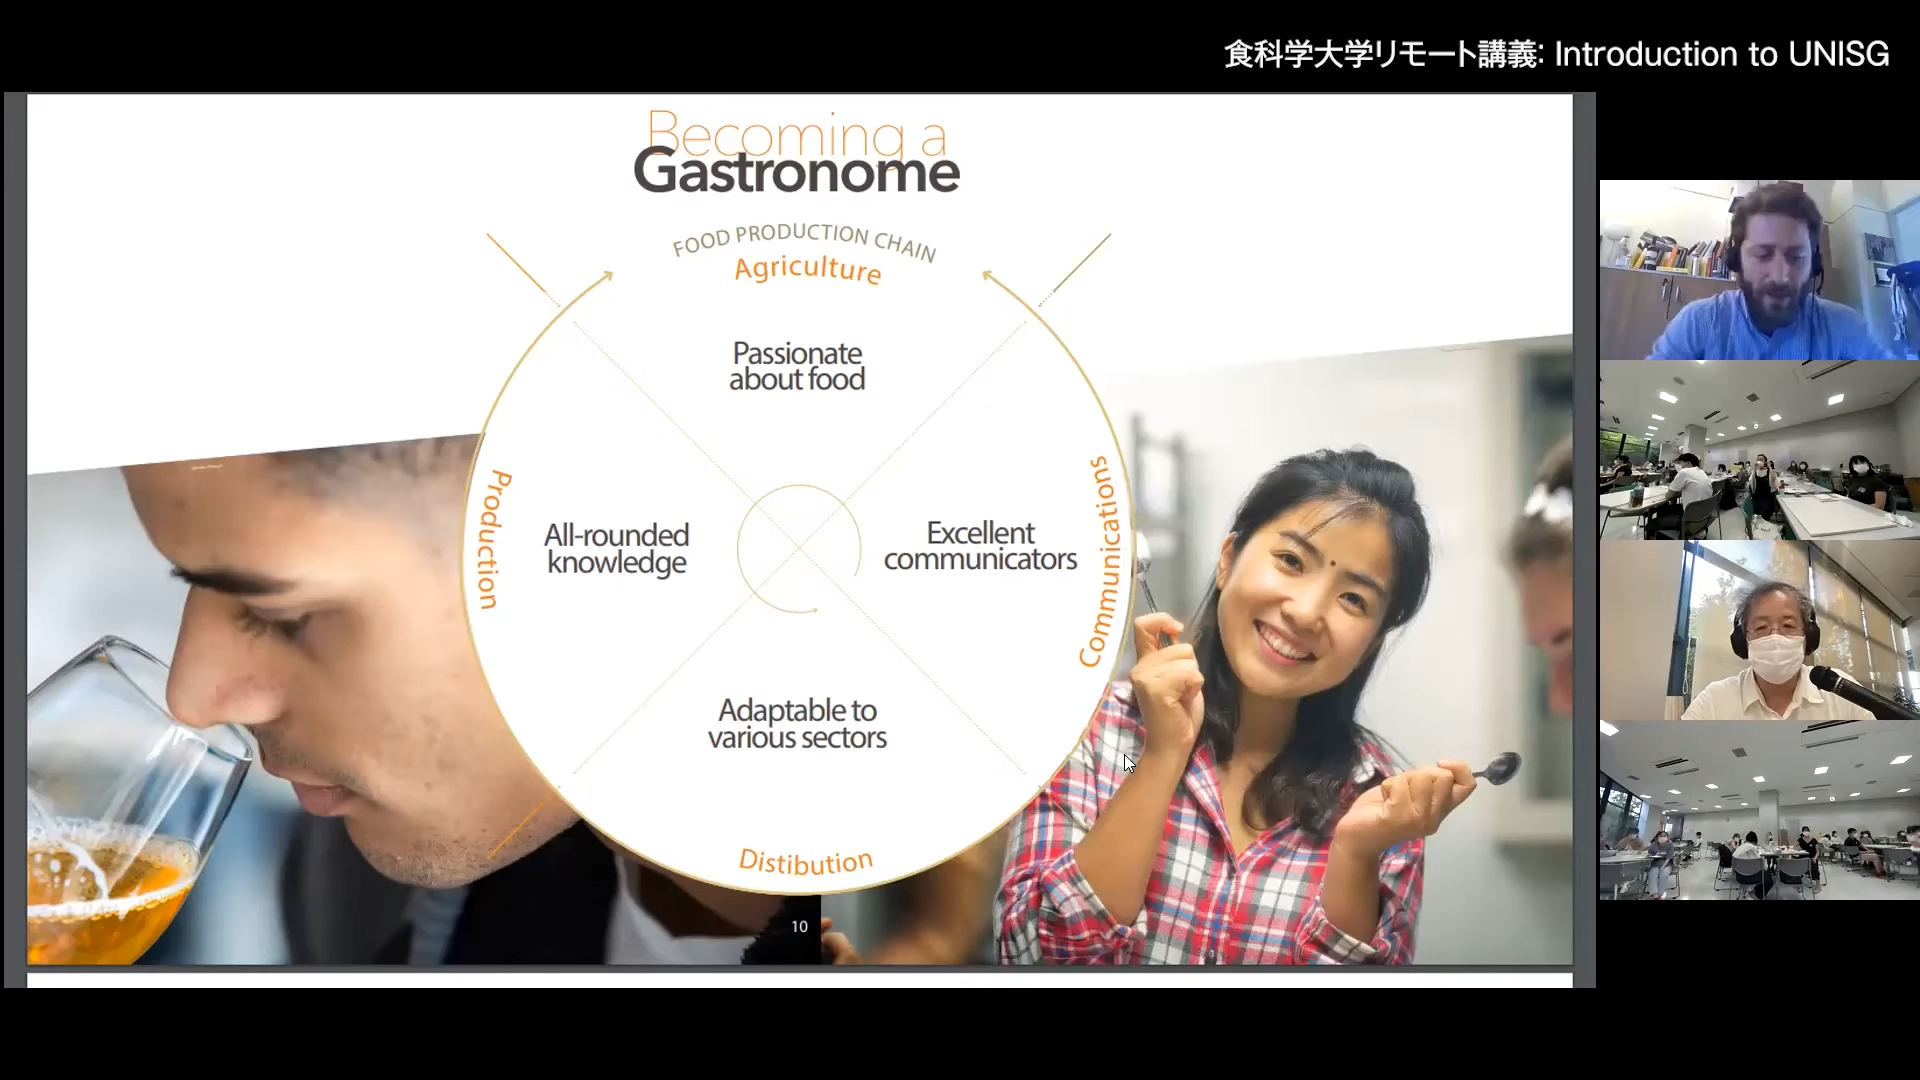 食科学大学リモート講義: Introduction to UNISG
Becoming a
Gastronome
FOOD PRODUCTION CHAIN
Agriculture
Passionate
about food
Production
All-rounded
knowledge
Excellent
communicators
Communications
Adaptable to
various sectors
Distibution
10